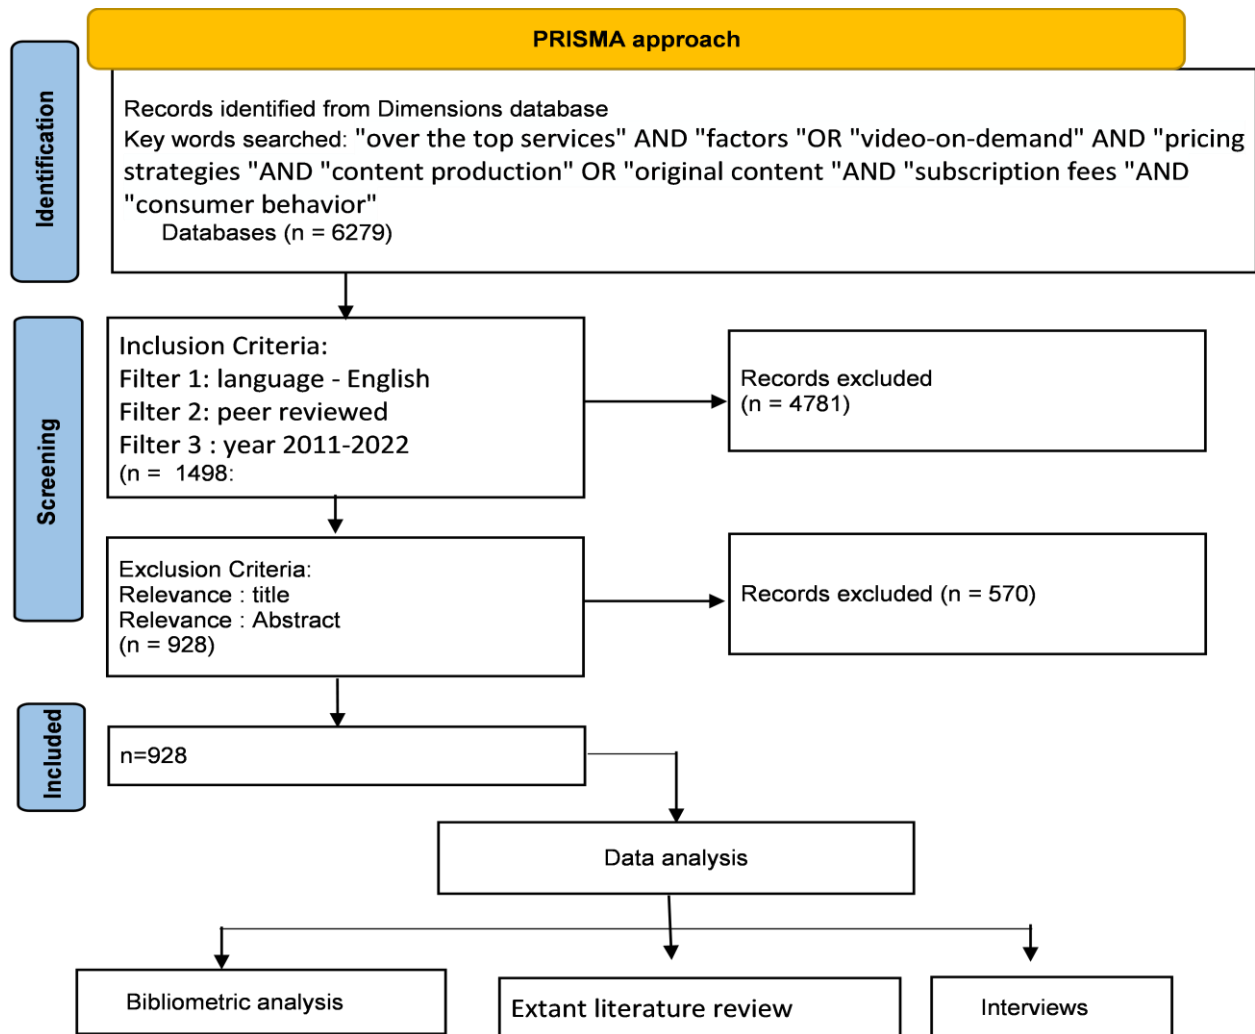 PRISMA approach
Identification
Records identified from Dimensions database
Key words searched: "over the top services" AND "factors "OR "video-on-demand" AND "pricing
strategies "AND "content production" OR "original content "AND "subscription fees "AND
"consumer behavior"
Databases (n = 6279)
Screening
Inclusion Criteria:
Filter 1: language - English
Filter 2: peer reviewed
Filter 3 : year 2011-2022
(n =  1498:
Records excluded
(n = 4781)
Exclusion Criteria:
Relevance : title
Relevance : Abstract
(n = 928)
Records excluded (n = 570)
Included
n=928
Data analysis
Bibliometric analysis
Extant literature review
Interviews